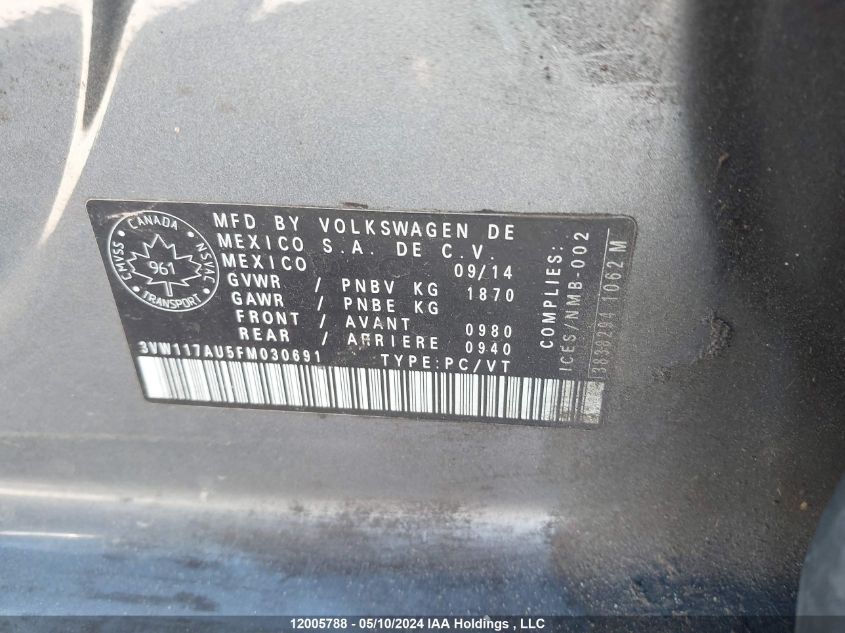 CANADA
CMVSS
NSVAC
961
TRANSPORT
MFD BY VOLKSWAGEN DE
MEXICO S.A. DE C.V.
MEXICO 09/14
GVWR / PNBV KG 1870
GAWR / PNBE KG
FRONT / AVANT 0980
REAR / ARRIERE 0940
3VW117AU5FM030691 TYPE:PC/VT
COMPLIES:
ICES/NMB-002
3838294 1062M
12005788 - 05/10/2024 IAA Holdings , LLC